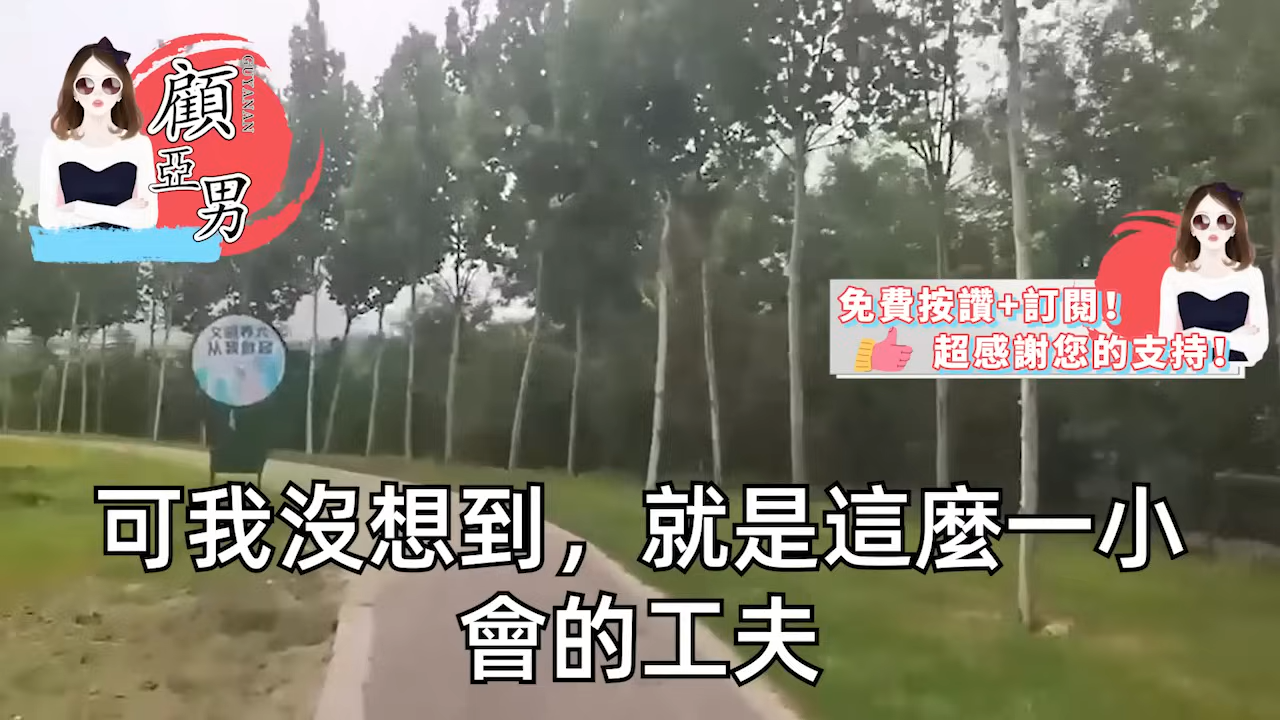 顧亞男
GUYANAN
免費按讚+訂閱!
超感謝您的支持!
文明养犬
从我做起
可我沒想到，就是這麼一小
會的工夫